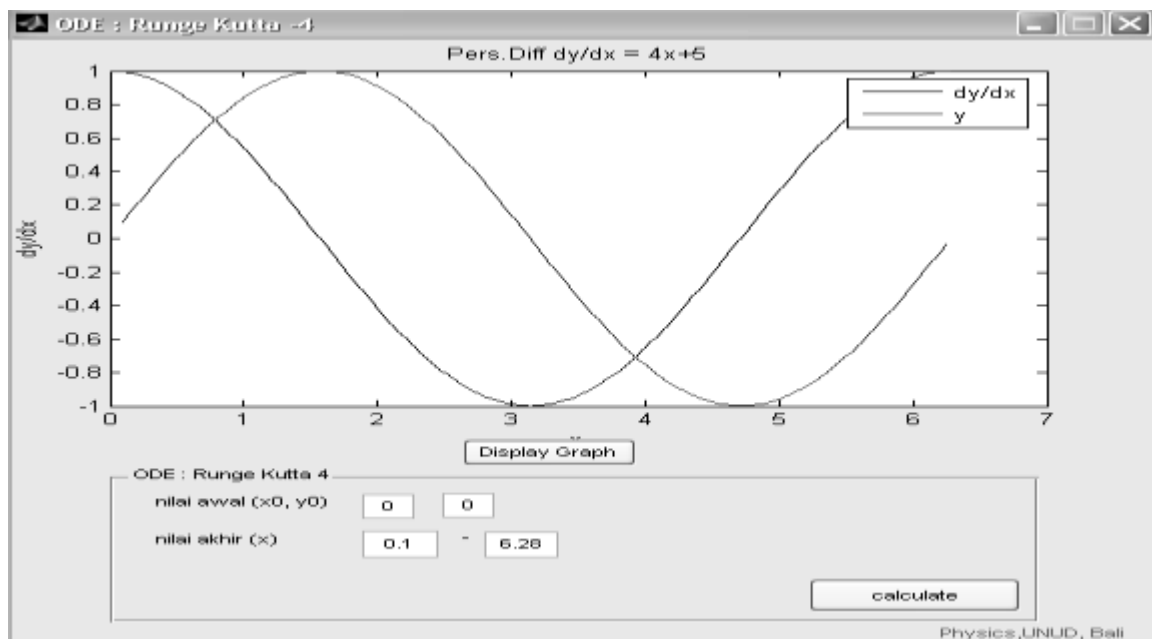 ODE : Runge Kutta -4
Pers.Diff dy/dx = 4x+5
dy/dx
y
1
0.8
0.6
0.4
0.2
0
-0.2
-0.4
-0.6
-0.8
-1
dy/dx
0 1 2 3 4 5 6 7
Display Graph
ODE : Runge Kutta 4
nilai awal (x0, y0) 0 0
nilai akhir (x) 0.1 - 6.28
calculate
Physics,UNUD, Bali